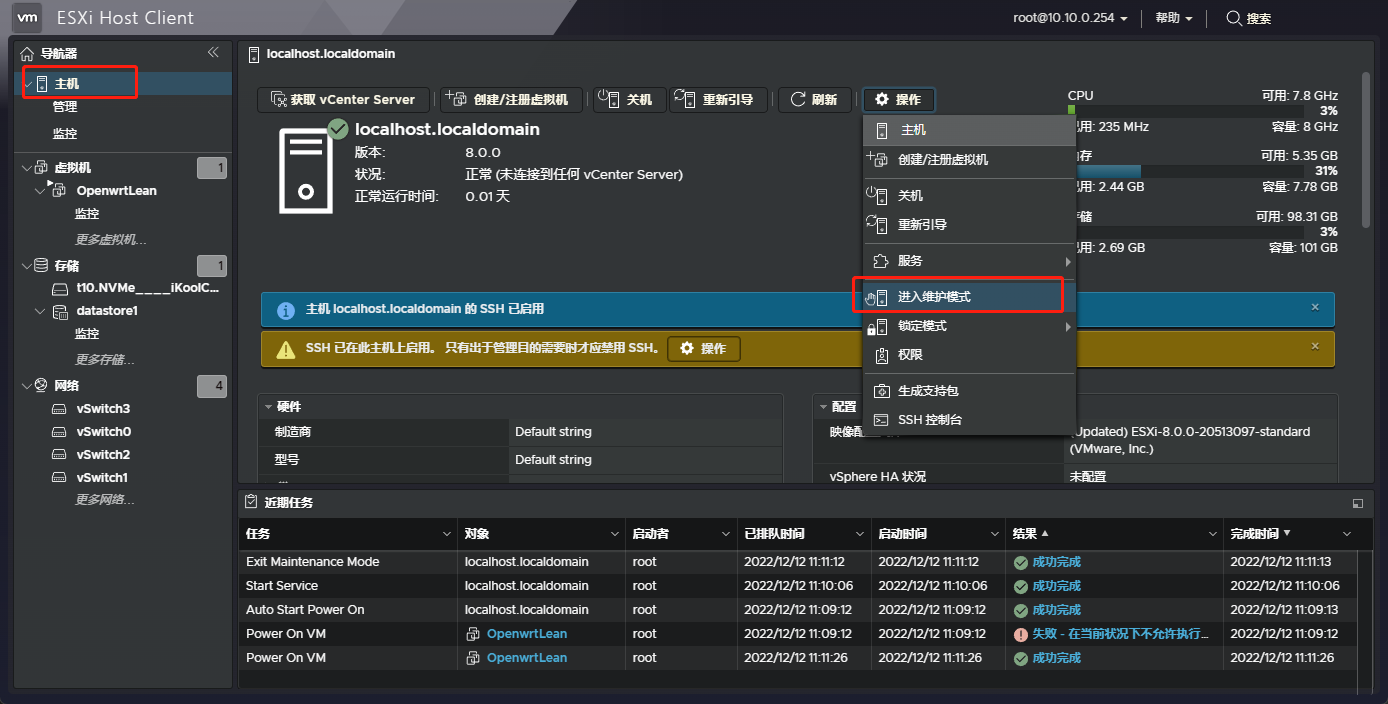 vm ESXi Host Client root@10.10.0.254 帮助 搜索
导航器
主机
管理
监控
虚拟机 1
OpenwrtLean
监控
更多虚拟机...
存储 1
t10.NVMe____iKoolC...
datastore1
监控
更多存储...
网络 4
vSwitch3
vSwitch0
vSwitch2
vSwitch1
更多网络...
localhost.localdomain
获取 vCenter Server 创建/注册虚拟机 关机 重新引导 刷新 操作
localhost.localdomain
版本: 8.0.0
状况: 正常 (未连接到任何 vCenter Server)
正常运行时间: 0.01 天
CPU 可用: 7.8 GHz
3%
用: 235 MHz 容量: 8 GHz
存 可用: 5.35 GB
31%
用: 2.44 GB 容量: 7.78 GB
储 可用: 98.31 GB
3%
用: 2.69 GB 容量: 101 GB
主机
创建/注册虚拟机
关机
重新引导
服务
进入维护模式
锁定模式
权限
生成支持包
SSH 控制台
主机 localhost.localdomain 的 SSH 已启用
SSH 已在此主机上启用。 只有出于管理目的需要时才应禁用 SSH。 操作
硬件
制造商 Default string
型号 Default string
配置
映像配 (Updated) ESXi-8.0.0-20513097-standard
(VMware, Inc.)
vSphere HA 状况 未配置
近期任务
任务 对象 启动者 已排队时间 启动时间 结果 ▲ 完成时间 ▼
Exit Maintenance Mode localhost.localdomain root 2022/12/12 11:11:12 2022/12/12 11:11:12 成功完成 2022/12/12 11:11:13
Start Service localhost.localdomain root 2022/12/12 11:10:06 2022/12/12 11:10:06 成功完成 2022/12/12 11:10:06
Auto Start Power On localhost.localdomain root 2022/12/12 11:09:12 2022/12/12 11:09:12 成功完成 2022/12/12 11:09:13
Power On VM OpenwrtLean root 2022/12/12 11:09:12 2022/12/12 11:09:12 失败 - 在当前状况下不允许执行... 2022/12/12 11:09:12
Power On VM OpenwrtLean root 2022/12/12 11:11:26 2022/12/12 11:11:26 成功完成 2022/12/12 11:11:26